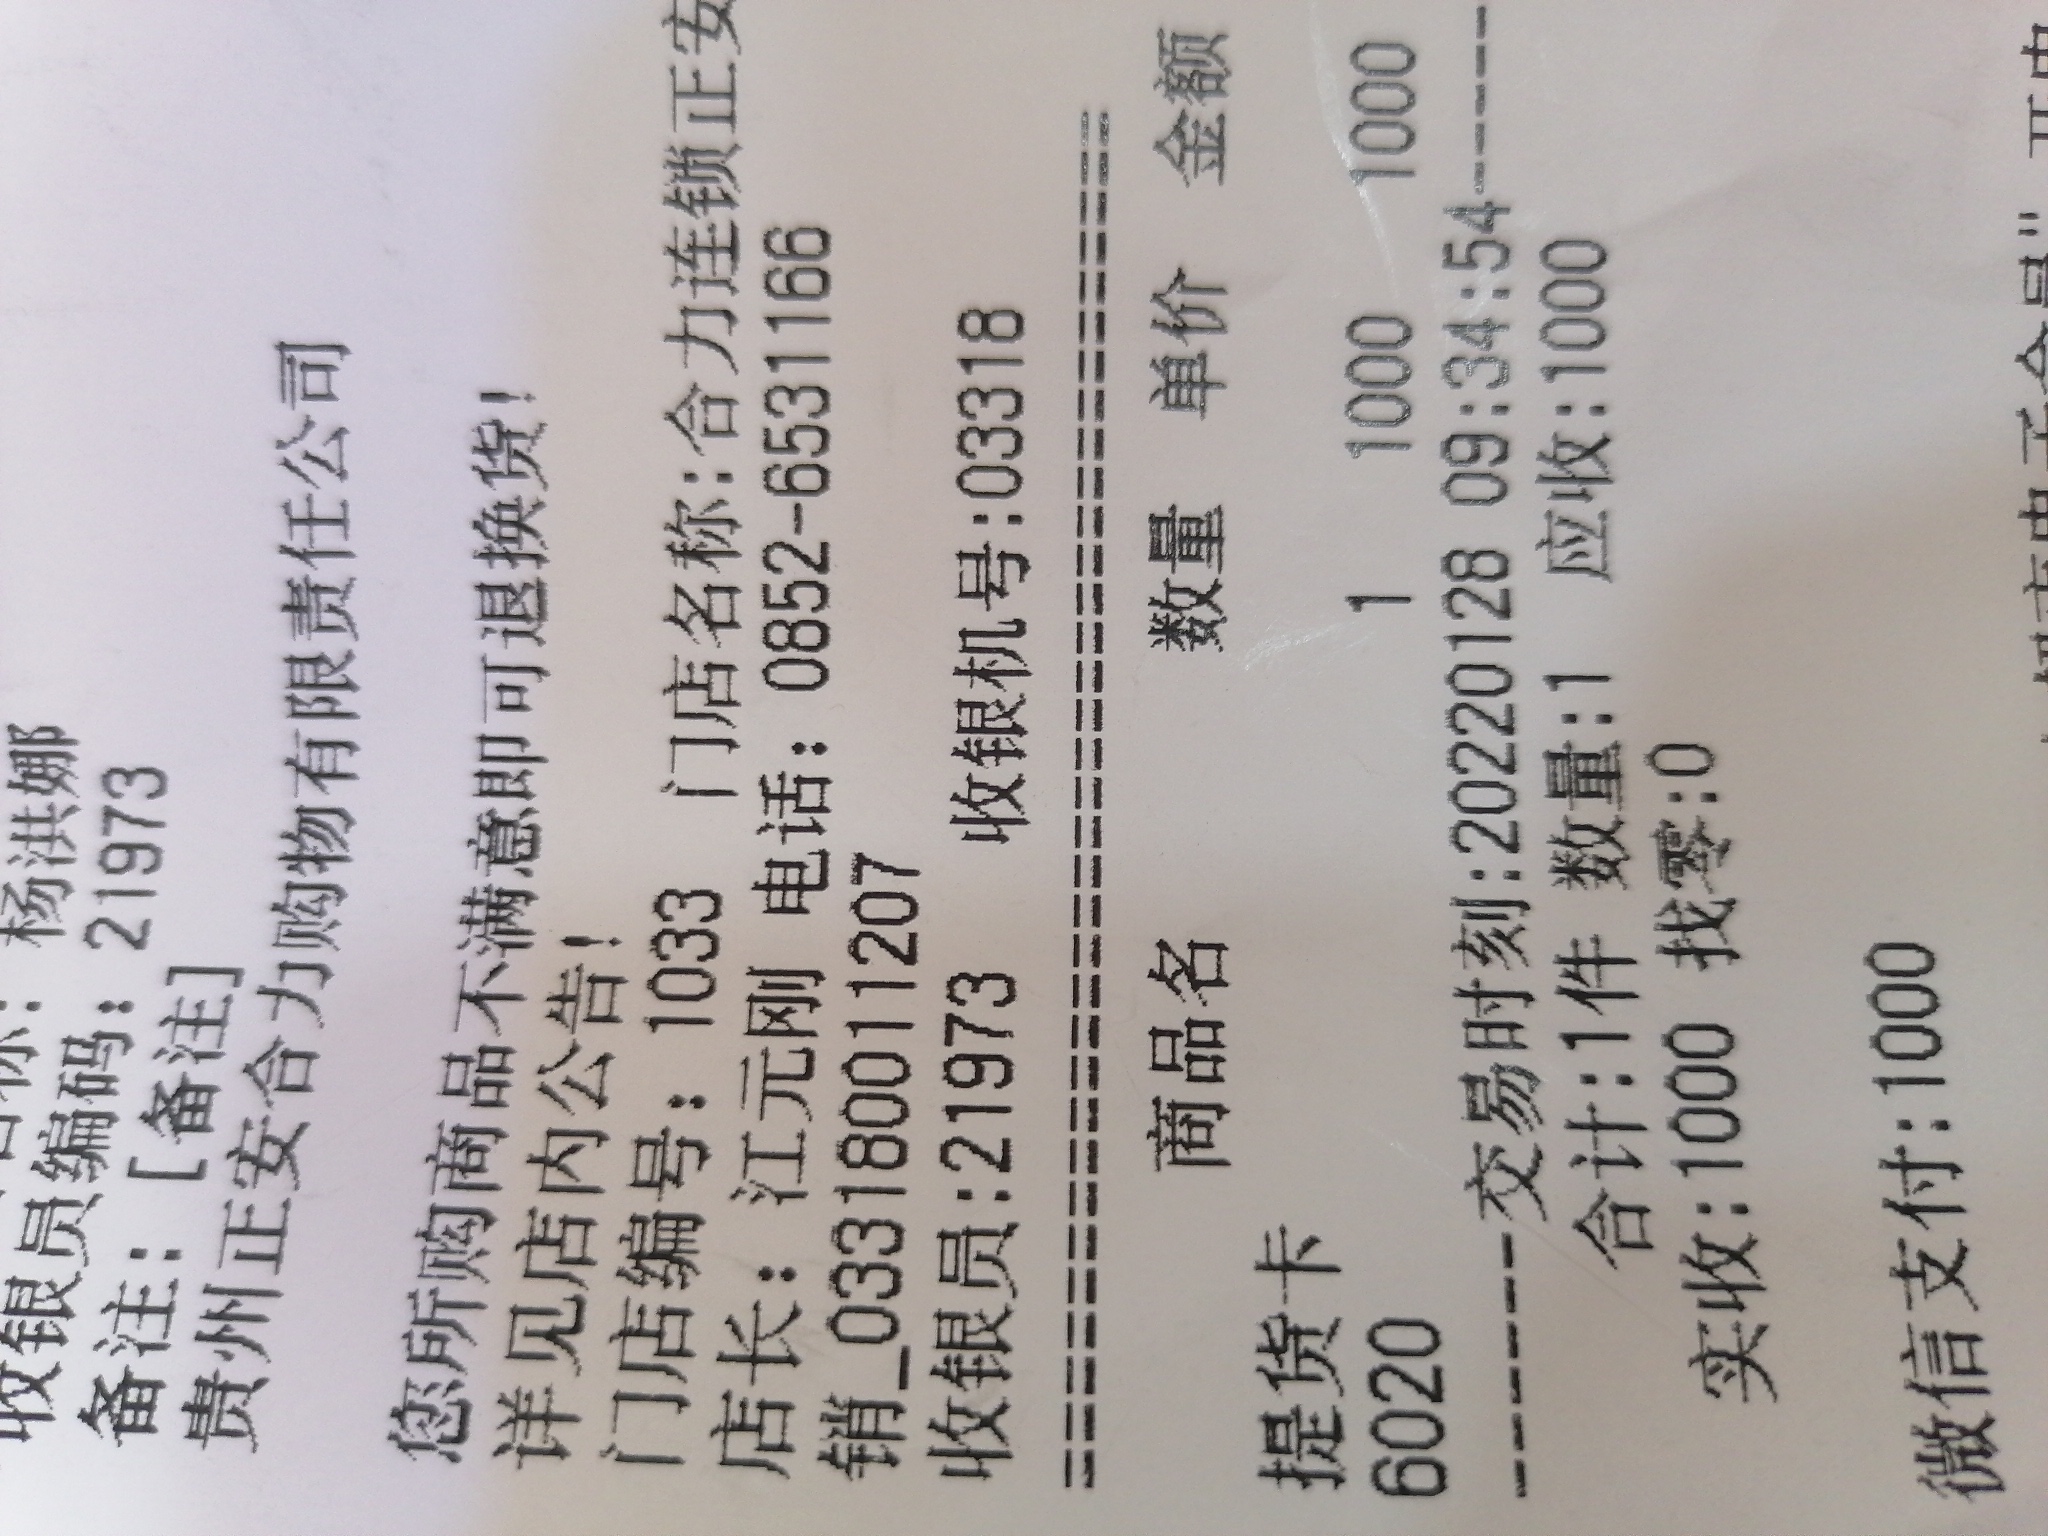 杨洪娜
收银员编码: 21973
备注: [备注]
贵州正安合力购物有限责任公司
您所购商品不满意即可退换货!
详见店内公告!
门店编号: 1033 门店名称:合力连锁正安
店长: 江元刚 电话: 0852-6531166
销_03318001 1207
收银员:21973 收银机号:03318
==========================================
商品名 数量 单价 金额
提货卡
6020 1 1000 1000
--------交易时刻:20220128 09:34:54------
合计:1件 数量:1 应收:1000
实收:1000 找零:0
微信支付:1000